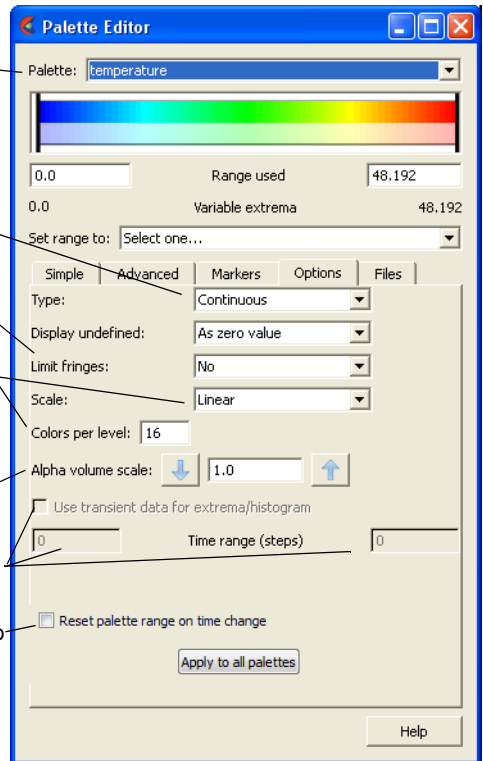 Palette Editor
Palette: temperature
0.0 Range used 48.192
0.0 Variable extrema 48.192
Set range to: Select one...
Simple Advanced Markers Options Files
Type: Continuous
Display undefined: As zero value
Limit fringes: No
Scale: Linear
Colors per level: 16
Alpha volume scale: 1.0
Use transient data for extrema/histogram
0 Time range (steps) 0
Reset palette range on time change
Apply to all palettes
Help